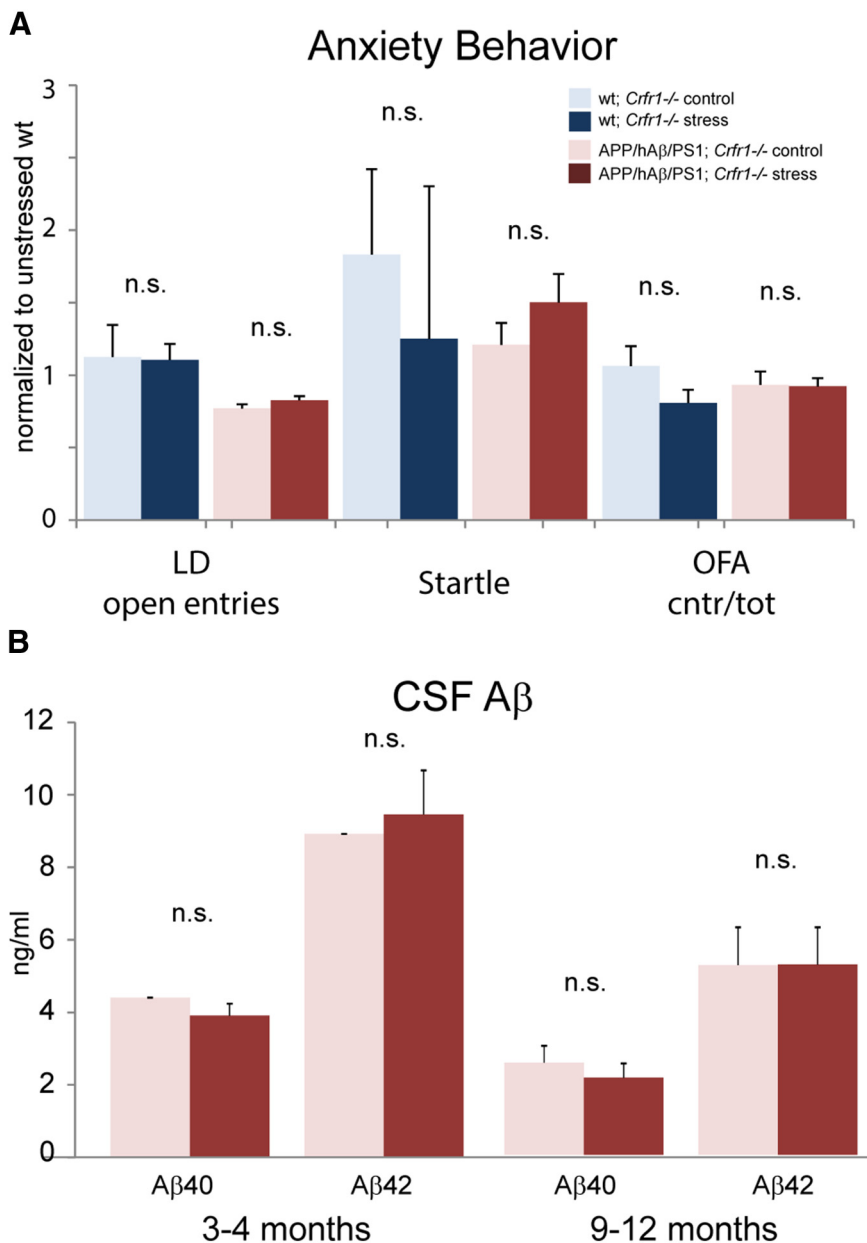 A
Anxiety Behavior
normalized to unstressed wt
3
2
1
0
wt; Crfr1-/- control
wt; Crfr1-/- stress
APP/hAβ/PS1; Crfr1-/- control
APP/hAβ/PS1; Crfr1-/- stress
n.s.
n.s.
n.s.
n.s.
n.s.
n.s.
LD
open entries
Startle
OFA
cntr/tot
B
CSF Aβ
ng/ml
12
10
8
6
4
2
0
n.s.
n.s.
n.s.
n.s.
Aβ40
Aβ42
Aβ40
Aβ42
3-4 months
9-12 months